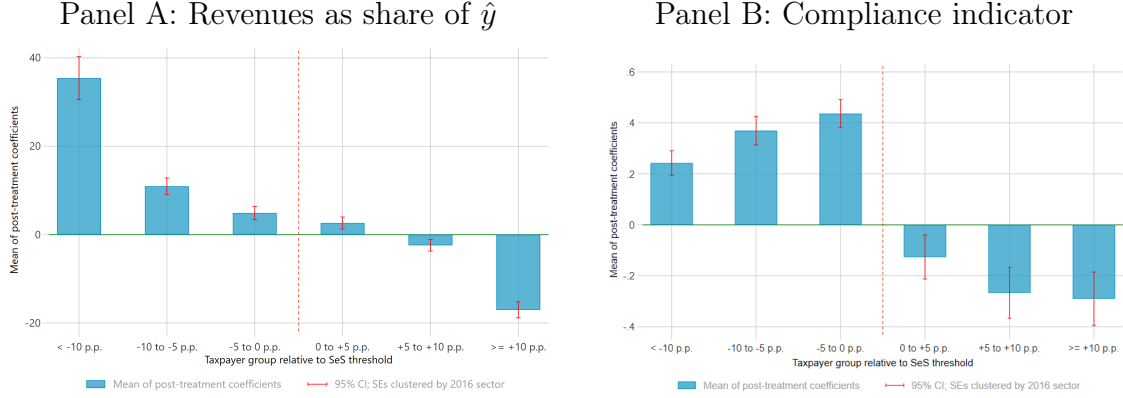 Panel A: Revenues as share of ŷ
Mean of post-treatment coefficients
40
20
0
-20
< -10 p.p.
-10 to -5 p.p.
-5 to 0 p.p.
0 to +5 p.p.
+5 to +10 p.p.
>= +10 p.p.
Taxpayer group relative to SeS threshold
Mean of post-treatment coefficients
95% CI; SEs clustered by 2016 sector
Panel B: Compliance indicator
Mean of post-treatment coefficients
.6
.4
.2
0
-.2
-.4
< -10 p.p.
-10 to -5 p.p.
-5 to 0 p.p.
0 to +5 p.p.
+5 to +10 p.p.
>= +10 p.p.
Taxpayer group relative to SeS threshold
Mean of post-treatment coefficients
95% CI; SEs clustered by 2016 sector